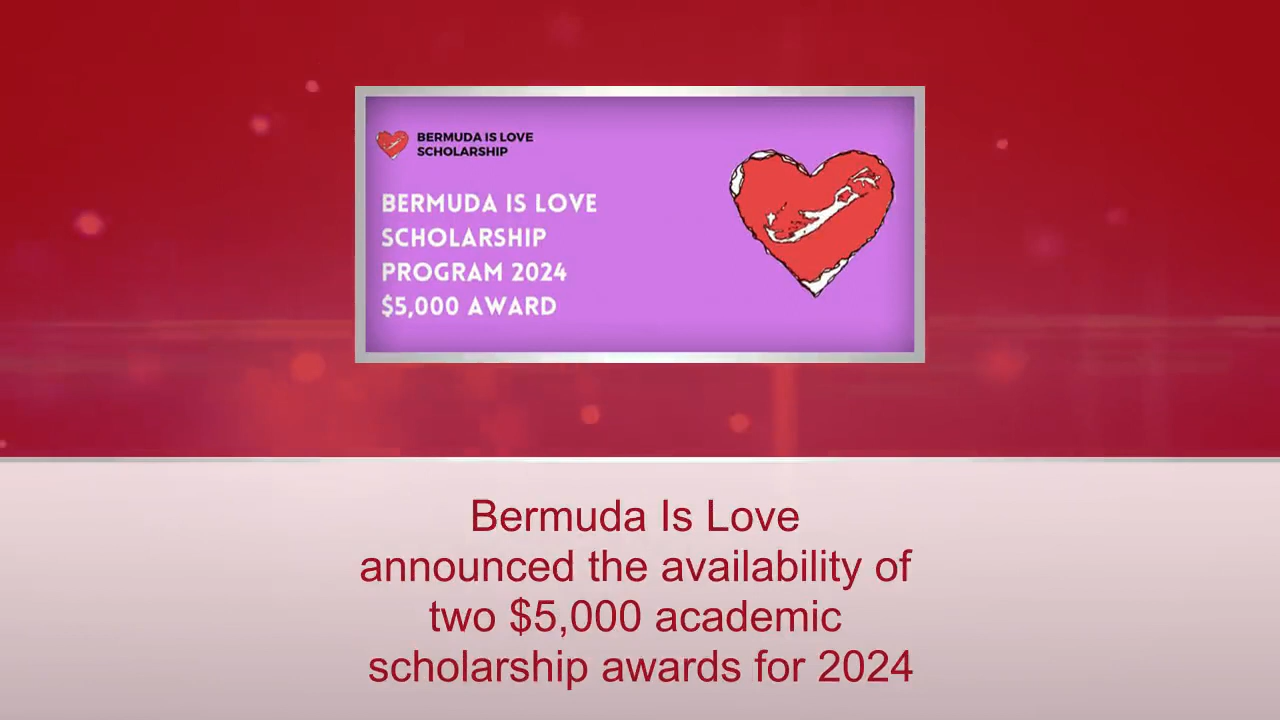 BERMUDA IS LOVE
SCHOLARSHIP
BERMUDA IS LOVE
SCHOLARSHIP
PROGRAM 2024
$5,000 AWARD
Bermuda Is Love
announced the availability of
two $5,000 academic
scholarship awards for 2024